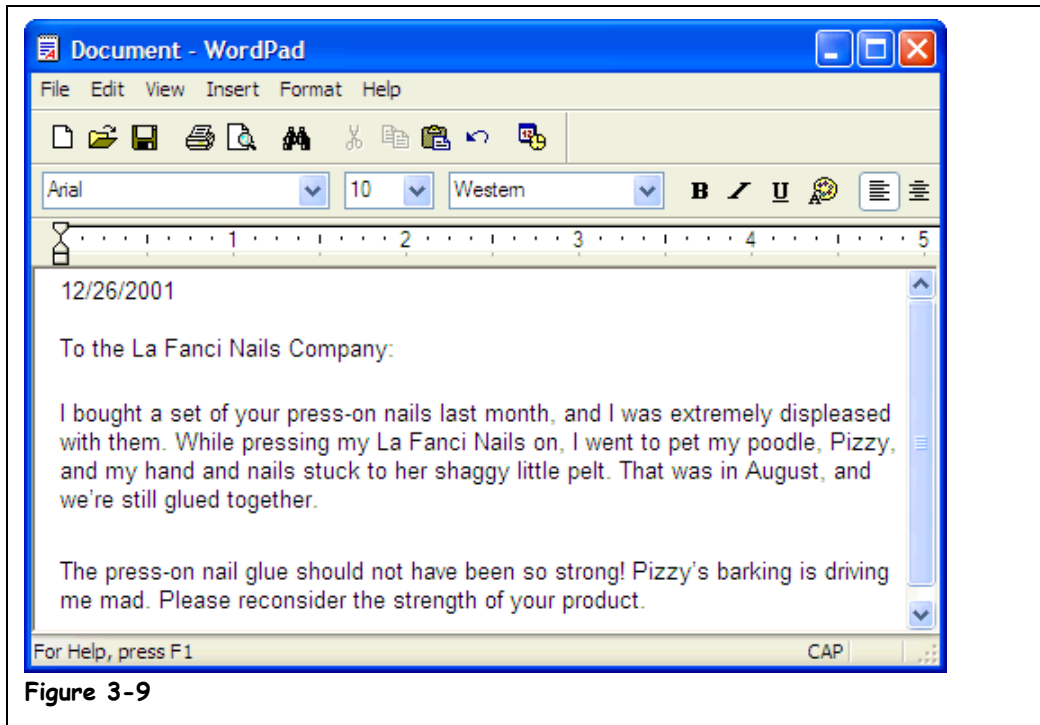 Document - WordPad
File Edit View Insert Format Help
Arial 10 Western B / U A
1 2 3 4 5
12/26/2001
To the La Fanci Nails Company:
I bought a set of your press-on nails last month, and I was extremely displeased
with them. While pressing my La Fanci Nails on, I went to pet my poodle, Pizzy,
and my hand and nails stuck to her shaggy little pelt. That was in August, and
we're still glued together.
The press-on nail glue should not have been so strong! Pizzy's barking is driving
me mad. Please reconsider the strength of your product.
For Help, press F1 CAP
Figure 3-9